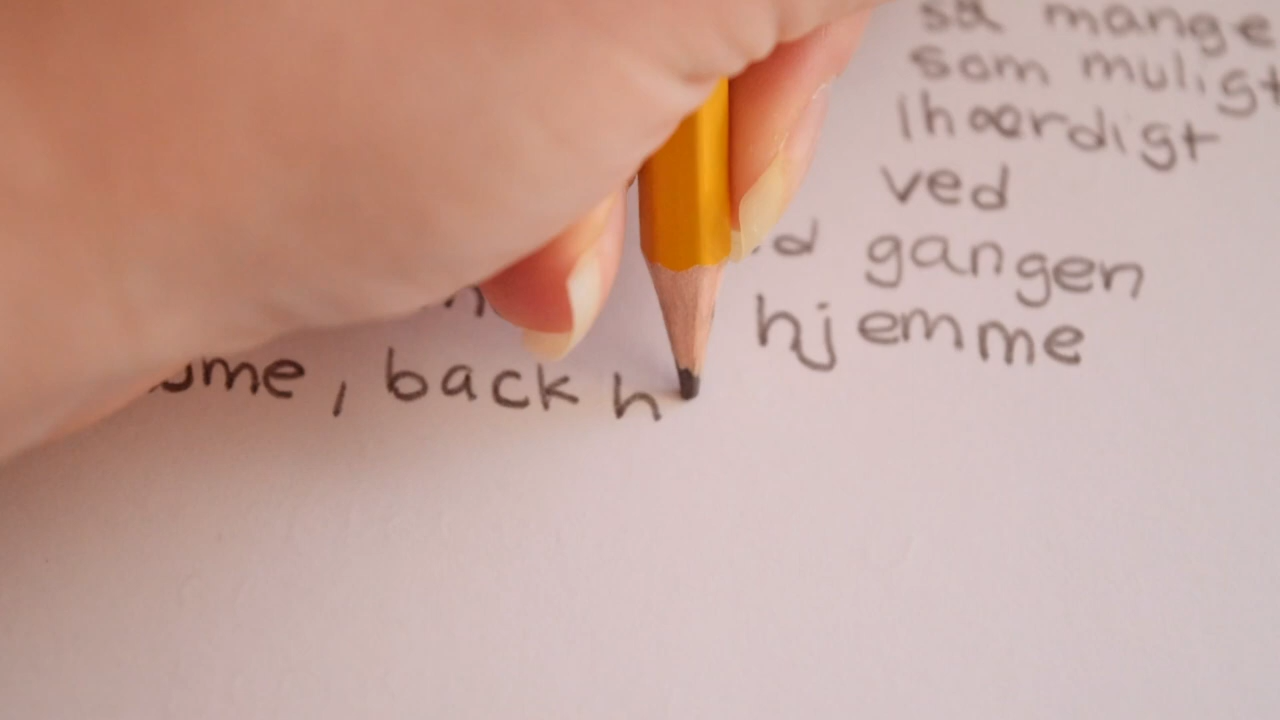 så mange
som muligt
ihærdigt
ved
gangen
hjemme
back h